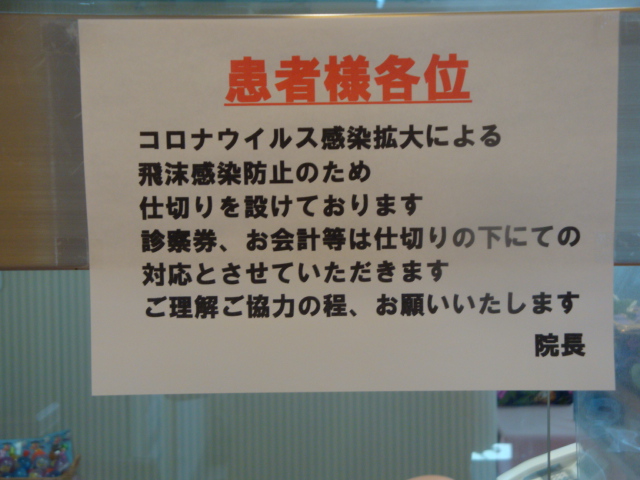 患者様各位
コロナウイルス感染拡大による
飛沫感染防止のため
仕切りを設けております
診察券、お会計等は仕切りの下にての
対応とさせていただきます
ご理解ご協力の程、お願いいたします
院長